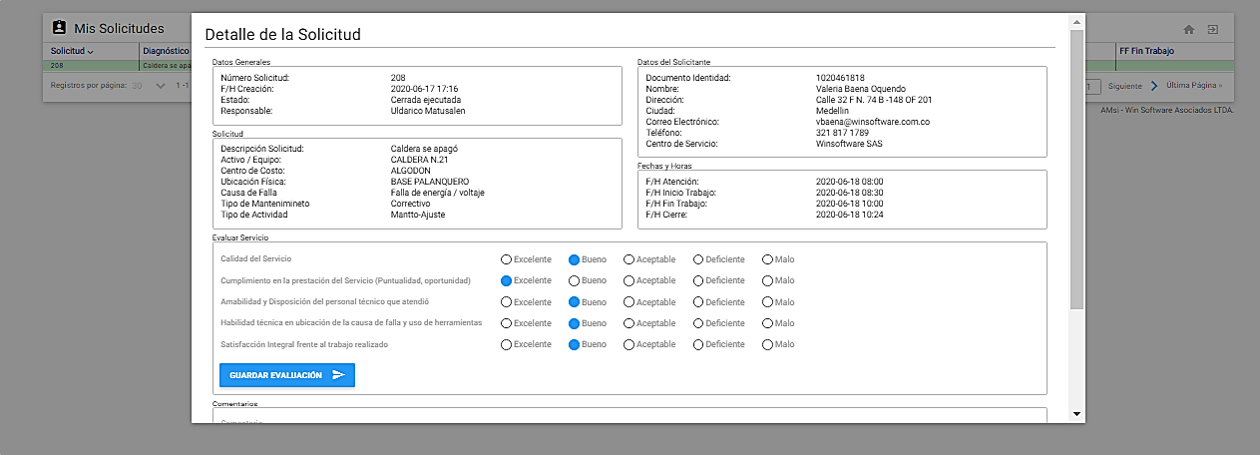 Mis Solicitudes
Solicitud Diagnóstico FF Fin Trabajo
208 Caldera se apa
Registros por página: 30 1 -1 1 Siguiente Última Página »
AMsi - Win Software Asociados LTDA.
Detalle de la Solicitud
Datos Generales
Número Solicitud: 208
F/H Creación: 2020-06-17 17:16
Estado: Cerrada ejecutada
Responsable: Uldarico Matusalen
Solicitud
Descripción Solicitud: Caldera se apagó
Activo / Equipo: CALDERA N.21
Centro de Costo: ALGODON
Ubicación Física: BASE PALANQUERO
Causa de Falla Falla de energía / voltaje
Tipo de Mantenimineto Correctivo
Tipo de Actividad Mantto-Ajuste
Datos del Solicitante
Documento Identidad: 1020461818
Nombre: Valeria Baena Oquendo
Dirección: Calle 32 F N. 74 B -148 OF 201
Ciudad: Medellin
Correo Electrónico: vbaena@winsoftware.com.co
Teléfono: 321 817 1789
Centro de Servicio: Winsoftware SAS
Fechas y Horas
F/H Atención: 2020-06-18 08:00
F/H Inicio Trabajo: 2020-06-18 08:30
F/H Fin Trabajo: 2020-06-18 10:00
F/H Cierre: 2020-06-18 10:24
Evaluar Servicio
Calidad del Servicio Excelente Bueno Aceptable Deficiente Malo
Cumplimiento en la prestación del Servicio (Puntualidad, oportunidad) Excelente Bueno Aceptable Deficiente Malo
Amabilidad y Disposición del personal técnico que atendió Excelente Bueno Aceptable Deficiente Malo
Habilidad técnica en ubicación de la causa de falla y uso de herramientas Excelente Bueno Aceptable Deficiente Malo
Satisfacción Integral frente al trabajo realizado Excelente Bueno Aceptable Deficiente Malo
GUARDAR EVALUACIÓN
Comentarios
Comentario